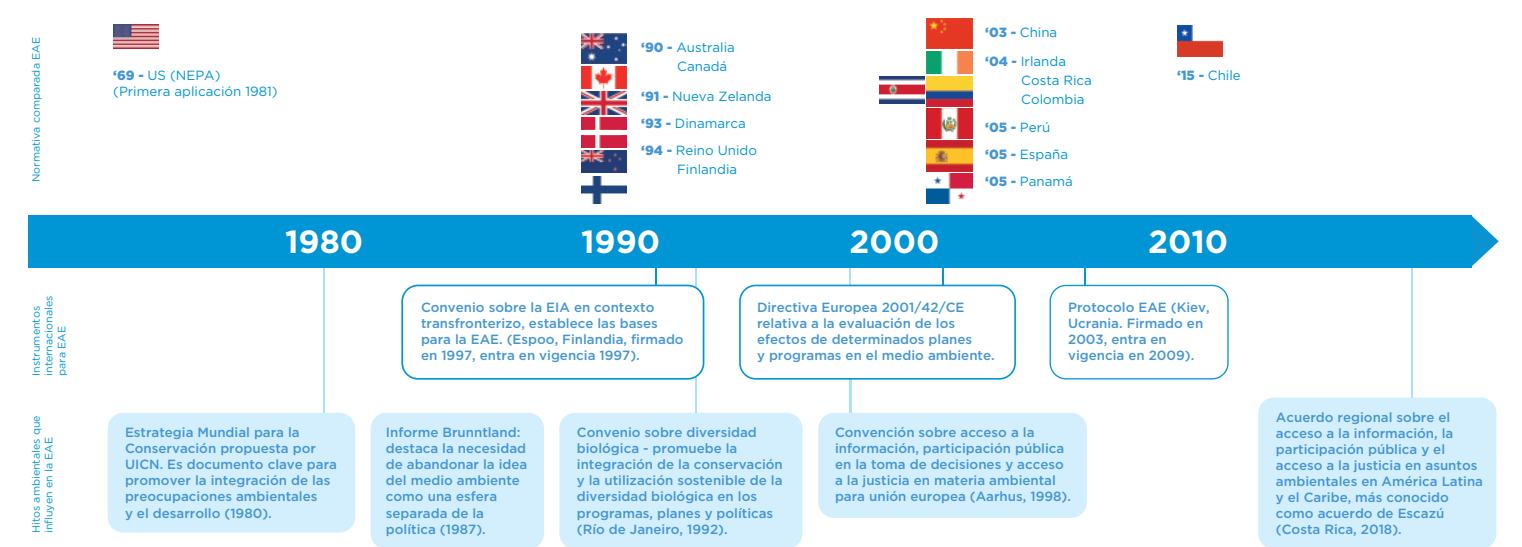 Normativa comparada EAE
‘69 - US (NEPA)
(Primera aplicación 1981)
‘90 - Australia
Canadá
‘91 - Nueva Zelanda
‘93 - Dinamarca
‘94 - Reino Unido
Finlandia
‘03 - China
‘04 - Irlanda
Costa Rica
Colombia
‘05 - Perú
‘05 - España
‘05 - Panamá
‘15 - Chile
1980
1990
2000
2010
Instrumentos
internacionales
para EAE
Convenio sobre la EIA en contexto
transfronterizo, establece las bases
para la EAE. (Espoo, Finlandia, firmado
en 1997, entra en vigencia 1997).
Directiva Europea 2001/42/CE
relativa a la evaluación de los
efectos de determinados planes
y programas en el medio ambiente.
Protocolo EAE (Kiev,
Ucrania. Firmado en
2003, entra en
vigencia en 2009).
Hitos ambientales que
influyen en la EAE
Estrategia Mundial para la
Conservación propuesta por
UICN. Es documento clave para
promover la integración de las
preocupaciones ambientales
y el desarrollo (1980).
Informe Brunntland:
destaca la necesidad
de abandonar la idea
del medio ambiente
como una esfera
separada de la
política (1987).
Convenio sobre diversidad
biológica - promuebe la
integración de la conservación
y la utilización sostenible de la
diversidad biológica en los
programas, planes y políticas
(Río de Janeiro, 1992).
Convención sobre acceso a la
información, participación pública
en la toma de decisiones y acceso
a la justicia en materia ambiental
para unión europea (Aarhus, 1998).
Acuerdo regional sobre el
acceso a la información, la
participación pública y el
acceso a la justicia en asuntos
ambientales en América Latina
y el Caribe, más conocido
como acuerdo de Escazú
(Costa Rica, 2018).